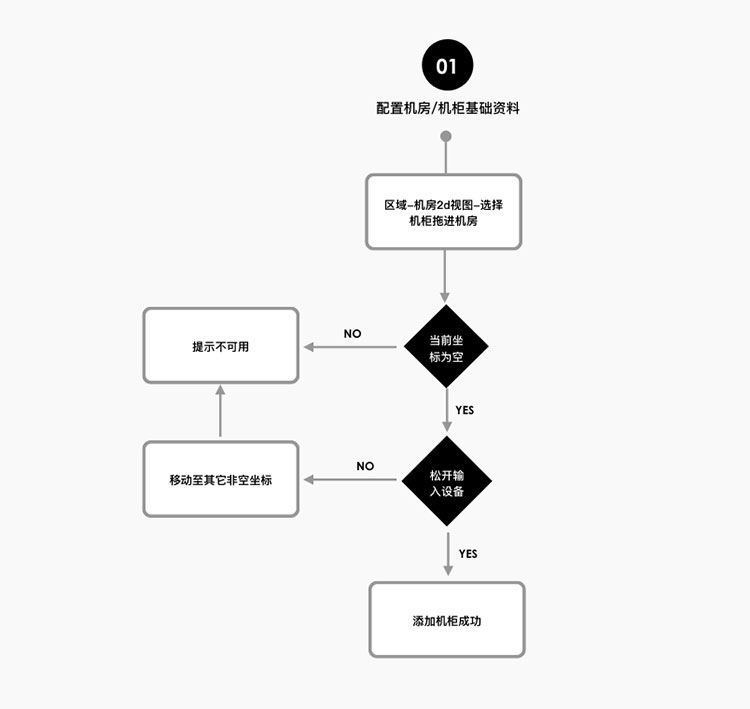 01
配置机房/机柜基础资料
区域-机房2d视图-选择
机柜拖进机房
当前坐
标为空
NO
提示不可用
YES
松开输
入设备
NO
移动至其它非空坐标
YES
添加机柜成功